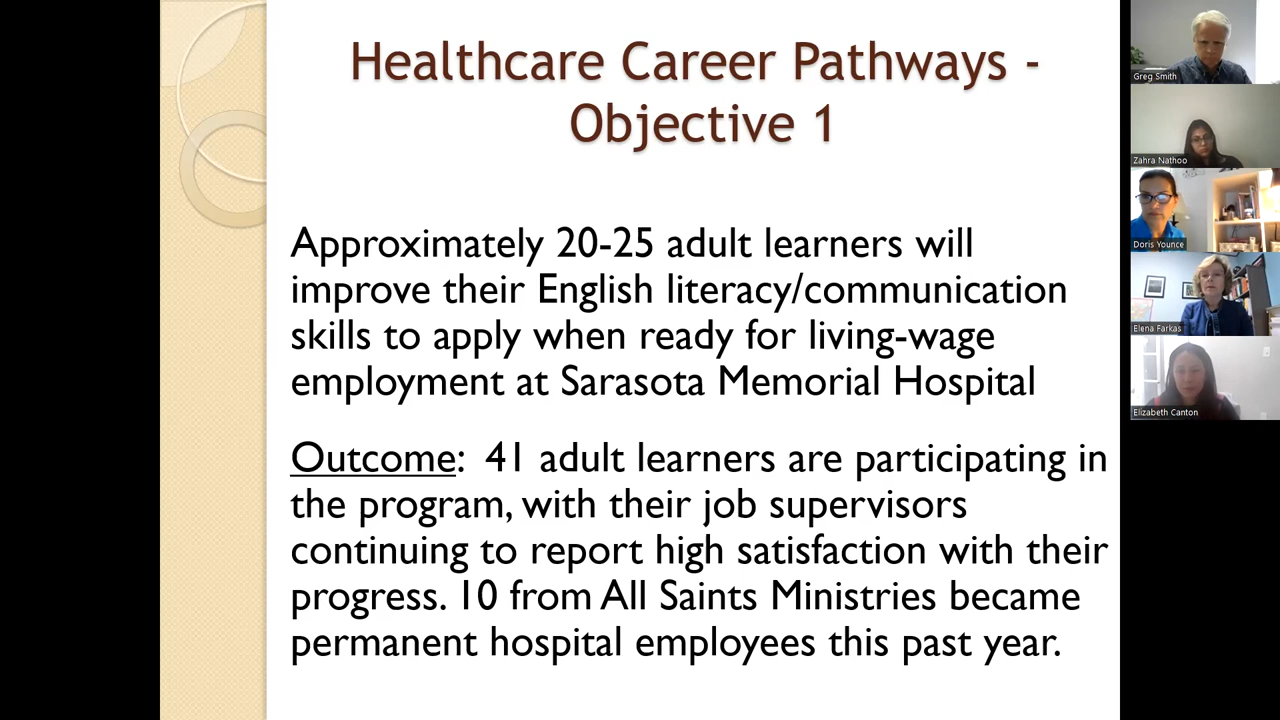 Healthcare Career Pathways -
Objective 1
Approximately 20-25 adult learners will
improve their English literacy/communication
skills to apply when ready for living-wage
employment at Sarasota Memorial Hospital
Outcome:  41 adult learners are participating in
the program, with their job supervisors
continuing to report high satisfaction with their
progress. 10 from All Saints Ministries became
permanent hospital employees this past year.
Greg Smith
Zahra Nathoo
Doris Younce
Elena Farkas
Elizabeth Canton